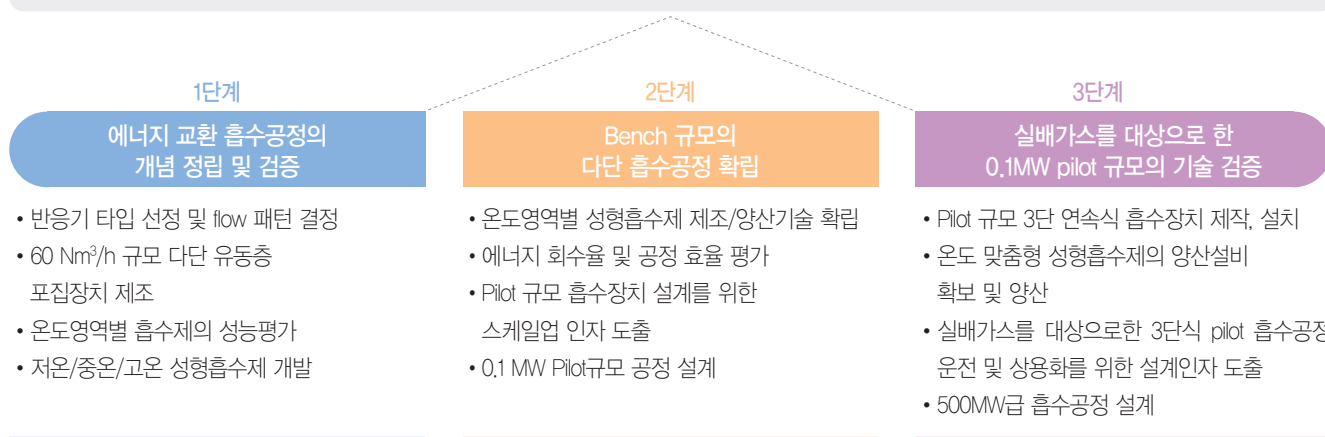 1단계
에너지 교환 흡수공정의
개념 정립 및 검증
• 반응기 타입 선정 및 flow 패턴 결정
• 60 Nm³/h 규모 다단 유동층
포집장치 제조
• 온도영역별 흡수제의 성능평가
• 저온/중온/고온 성형흡수제 개발
2단계
Bench 규모의
다단 흡수공정 확립
• 온도영역별 성형흡수제 제조/양산기술 확립
• 에너지 회수율 및 공정 효율 평가
• Pilot 규모 흡수장치 설계를 위한
스케일업 인자 도출
• 0.1 MW Pilot규모 공정 설계
3단계
실배가스를 대상으로 한
0.1MW pilot 규모의 기술 검증
• Pilot 규모 3단 연속식 흡수장치 제작, 설치
• 온도 맞춤형 성형흡수제의 양산설비
확보 및 양산
• 실배가스를 대상으로한 3단식 pilot 흡수공정
운전 및 상용화를 위한 설계인자 도출
• 500MW급 흡수공정 설계